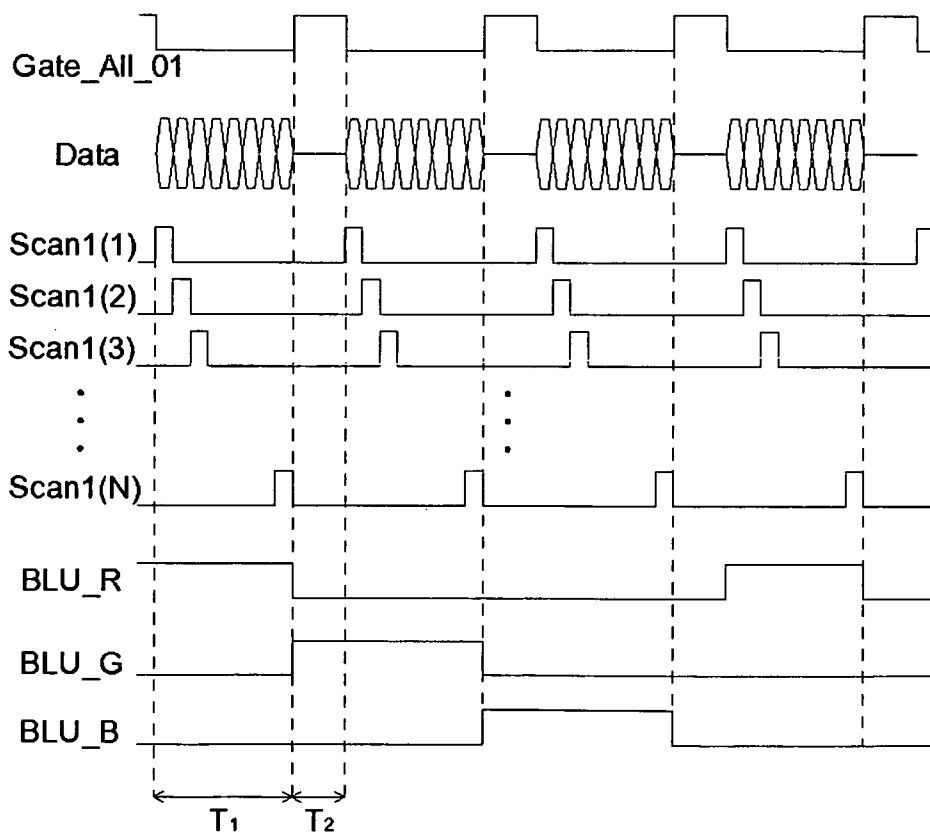 Gate_All_01
Data
Scan1(1)
Scan1(2)
Scan1(3)
Scan1(N)
BLU_R
BLU_G
BLU_B
T1
T2